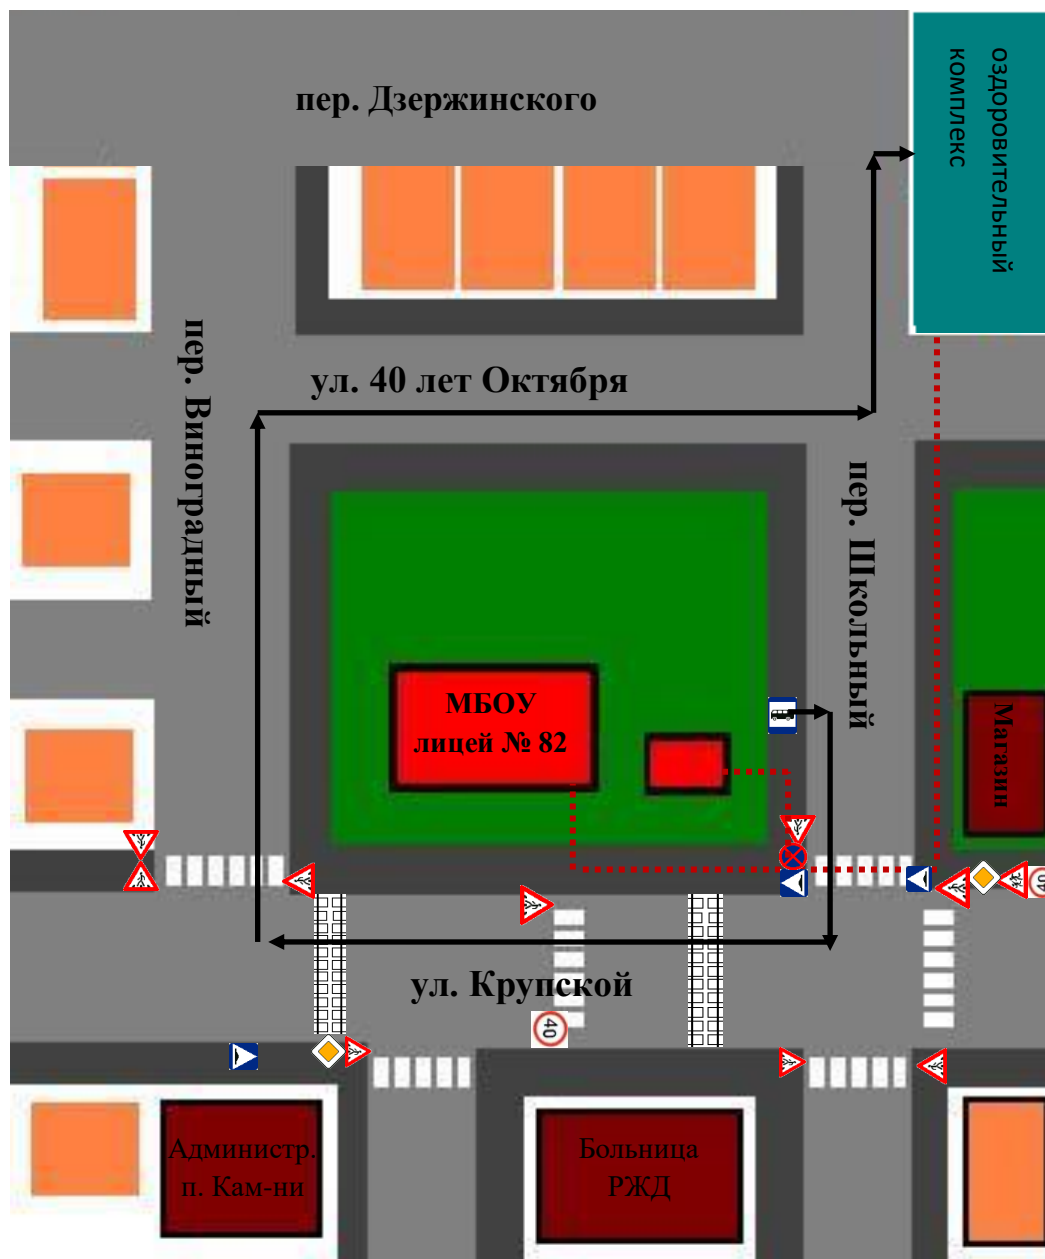 пер. Дзержинского
оздоровительный
комплекс
ул. 40 лет Октября
пер. Виноградный
пер. Школьный
МБОУ
лицей № 82
Магазин
40
ул. Крупской
40
Администр.
п. Кам-ни
Больница
РЖД